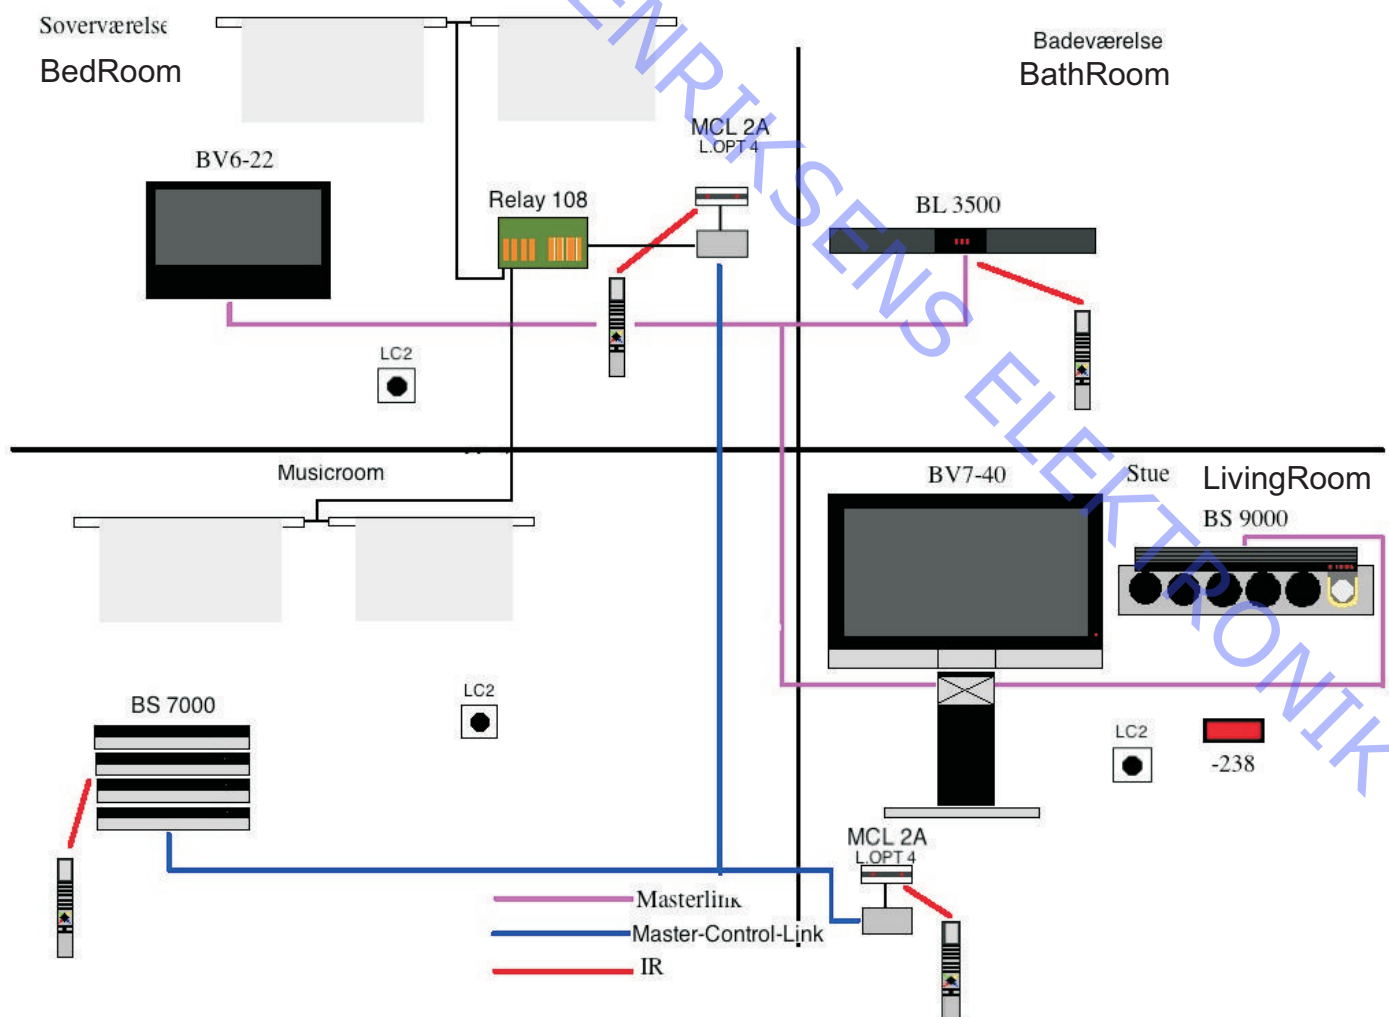 Soverværelse
BedRoom
Badeværelse
BathRoom
MCL 2A
L.OPT 4
BV6-22
Relay 108
BL 3500
LC2
Musicroom
BV7-40
Stue
LivingRoom
BS 9000
LC2
BS 7000
LC2
-238
MCL 2A
L.OPT 4
Masterlink
Master-Control-Link
IR
ENRIKSENS ELEKTRONIK